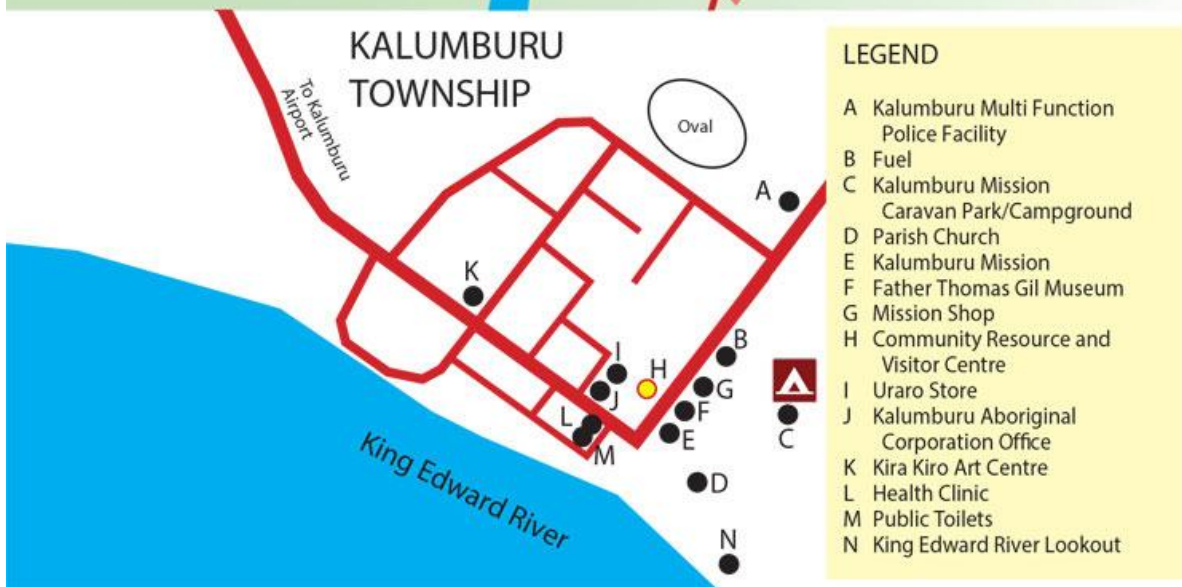 KALUMBURU
TOWNSHIP
To Kalumburu
Airport
Oval
A
K
B
I
H
G
J
F
L
E
C
M
D
King Edward River
N
LEGEND
A Kalumburu Multi Function
Police Facility
B Fuel
C Kalumburu Mission
Caravan Park/Campground
D Parish Church
E Kalumburu Mission
F Father Thomas Gil Museum
G Mission Shop
H Community Resource and
Visitor Centre
I Uraro Store
J Kalumburu Aboriginal
Corporation Office
K Kira Kiro Art Centre
L Health Clinic
M Public Toilets
N King Edward River Lookout